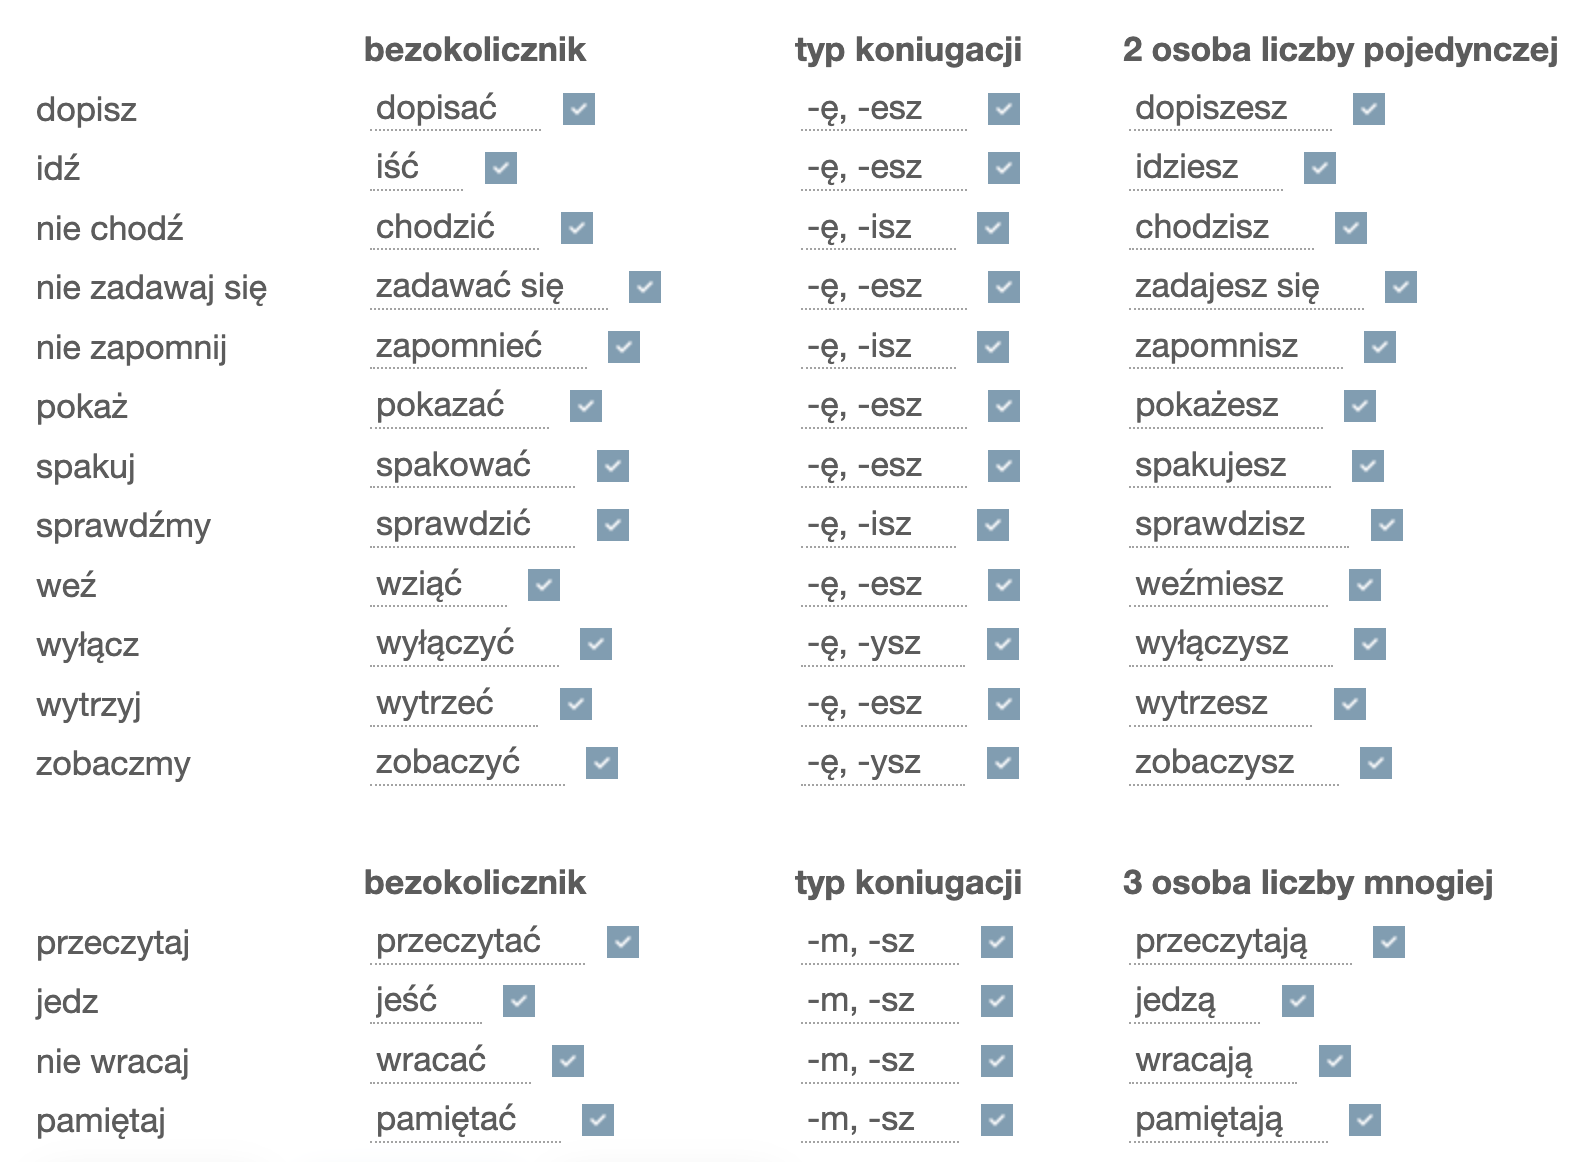 bezokolicznik typ koniugacji 2 osoba liczby pojedynczej
dopisz dopisać -ę, -esz dopiszesz
idź iść -ę, -esz idziesz
nie chodź chodzić -ę, -isz chodzisz
nie zadawaj się zadawać się -ę, -esz zadajesz się
nie zapomnij zapomnieć -ę, -isz zapomnisz
pokaż pokazać -ę, -esz pokażesz
spakuj spakować -ę, -esz spakujesz
sprawdźmy sprawdzić -ę, -isz sprawdzisz
weź wziąć -ę, -esz weźmiesz
wyłącz wyłączyć -ę, -ysz wyłączysz
wytrzyj wytrzeć -ę, -esz wytrzesz
zobaczmy zobaczyć -ę, -ysz zobaczysz
bezokolicznik typ koniugacji 3 osoba liczby mnogiej
przeczytaj przeczytać -m, -sz przeczytają
jedz jeść -m, -sz jedzą
nie wracaj wracać -m, -sz wracają
pamiętaj pamiętać -m, -sz pamiętają